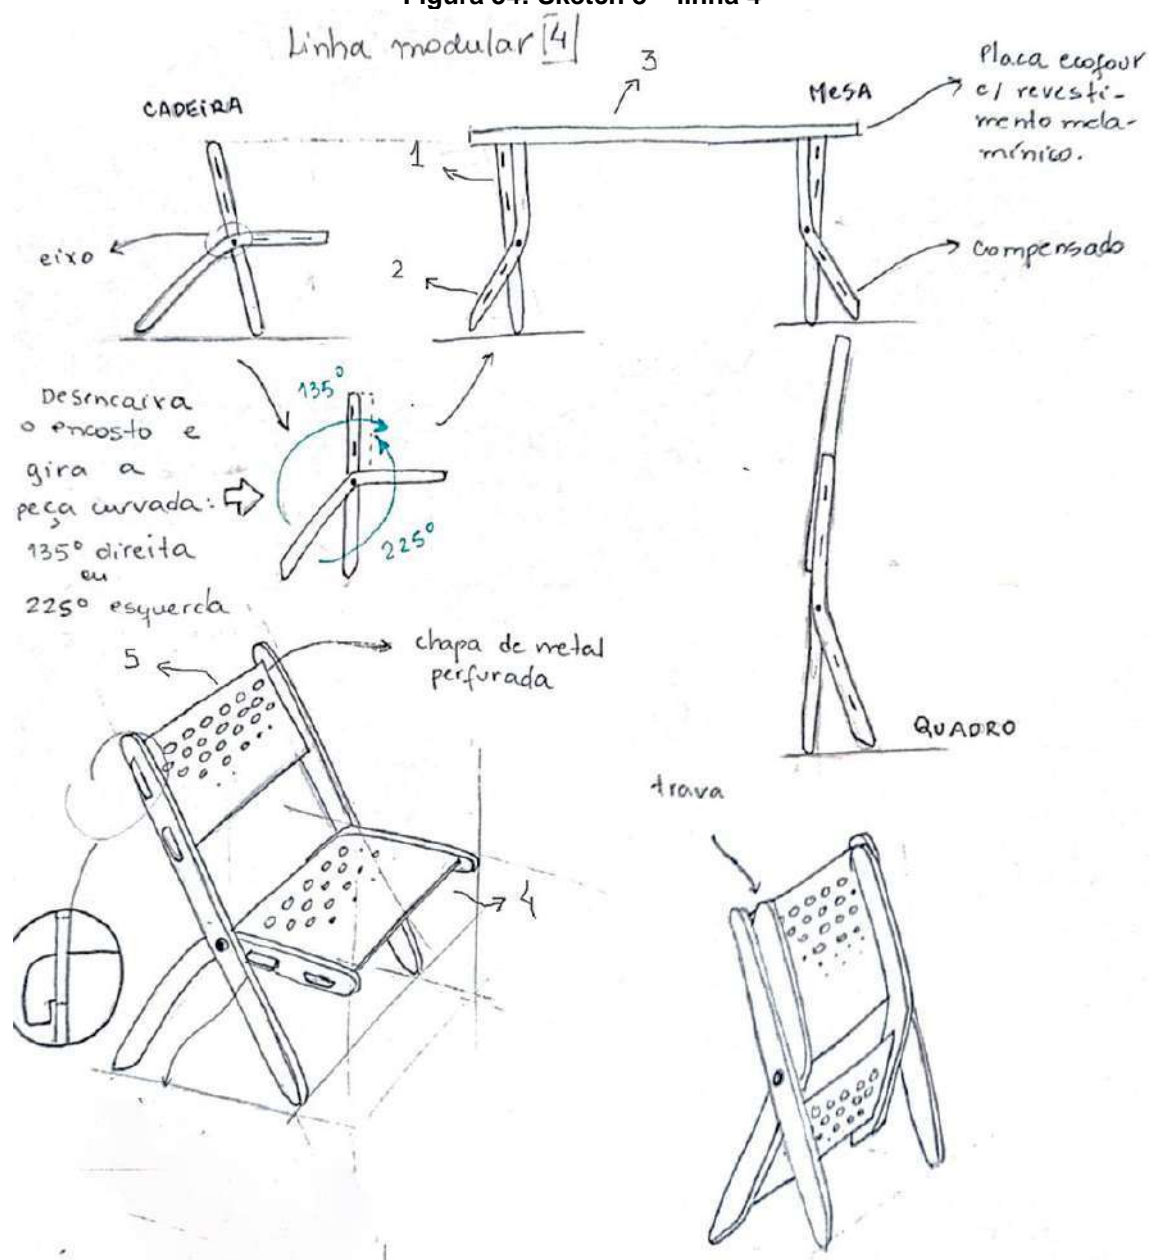 Figura 34: Sketch 3 – linha 4
Linha modular [4]
CADEIRA
3
MESA
Placa ecofour
c/ revesti-
mento mela-
mínico.
1
eixo
2
compensado
135°
Desencaixa
o encosto e
gira a
peça curvada:
135° direita
ou
225° esquerda
225°
5
chapa de metal
perfurada
QUADRO
trava
4